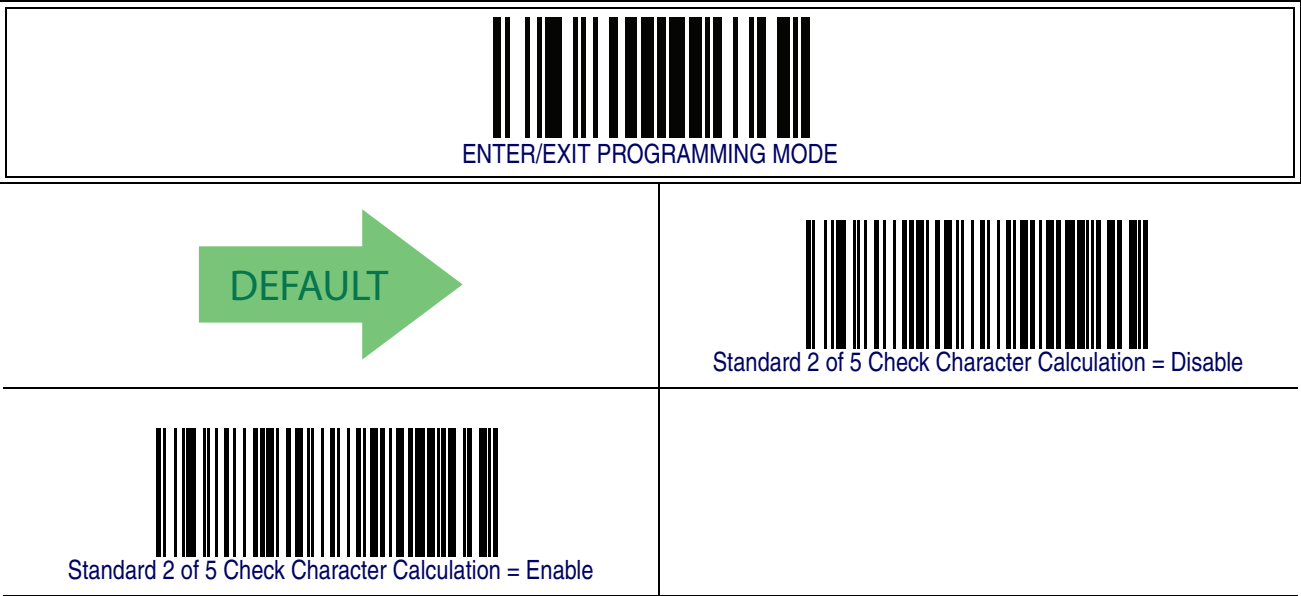 ENTER/EXIT PROGRAMMING MODE
DEFAULT
Standard 2 of 5 Check Character Calculation = Disable
Standard 2 of 5 Check Character Calculation = Enable